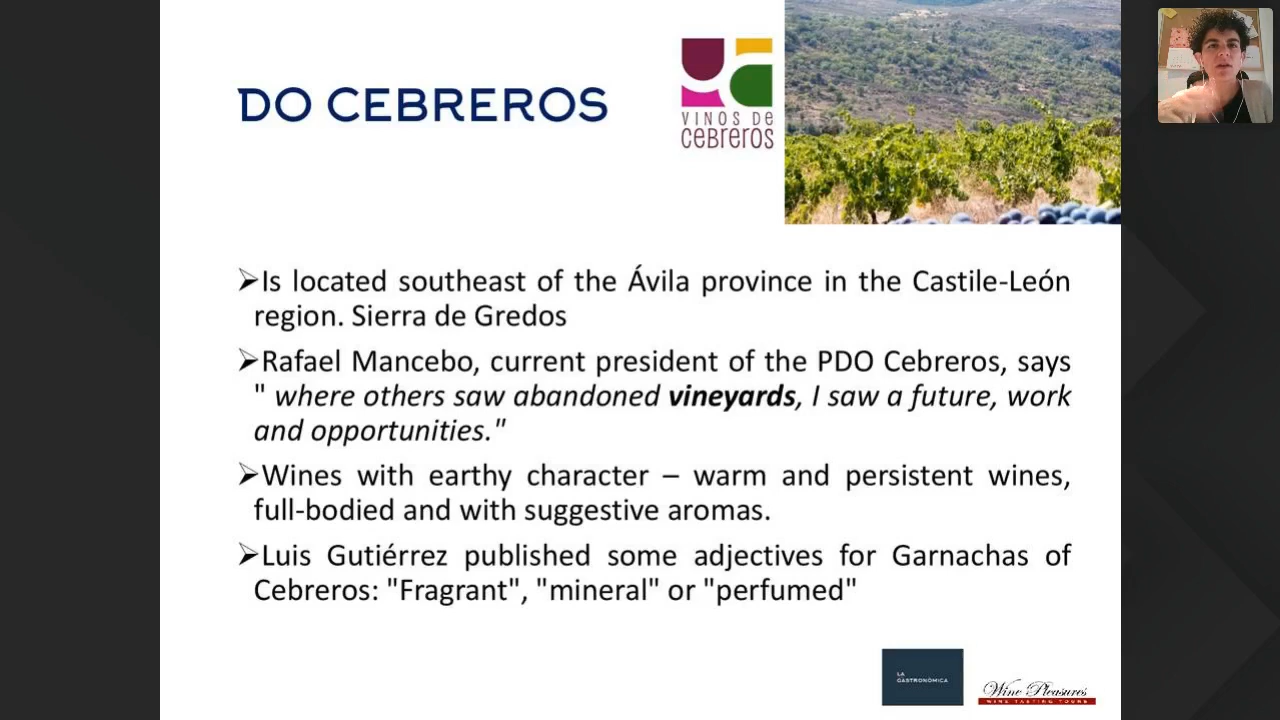 DO CEBREROS
VINOS DE
cebreros
➢Is located southeast of the Ávila province in the Castile-León
region. Sierra de Gredos
➢Rafael Mancebo, current president of the PDO Cebreros, says
" where others saw abandoned vineyards, I saw a future, work
and opportunities."
➢Wines with earthy character – warm and persistent wines,
full-bodied and with suggestive aromas.
➢Luis Gutiérrez published some adjectives for Garnachas of
Cebreros: "Fragrant", "mineral" or "perfumed"
LA
GASTRONÓMICA
Wine Pleasures
WINE TASTING TOURS